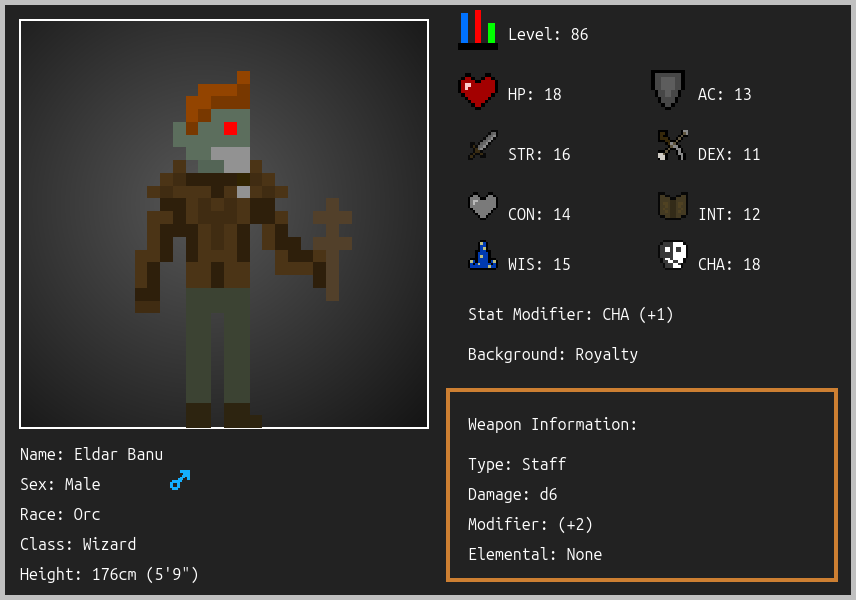 Level: 86
HP: 18
AC: 13
STR: 16
DEX: 11
CON: 14
INT: 12
WIS: 15
CHA: 18
Stat Modifier: CHA (+1)
Background: Royalty
Weapon Information:
Type: Staff
Damage: d6
Modifier: (+2)
Elemental: None
Name: Eldar Banu
Sex: Male
Race: Orc
Class: Wizard
Height: 176cm (5'9")